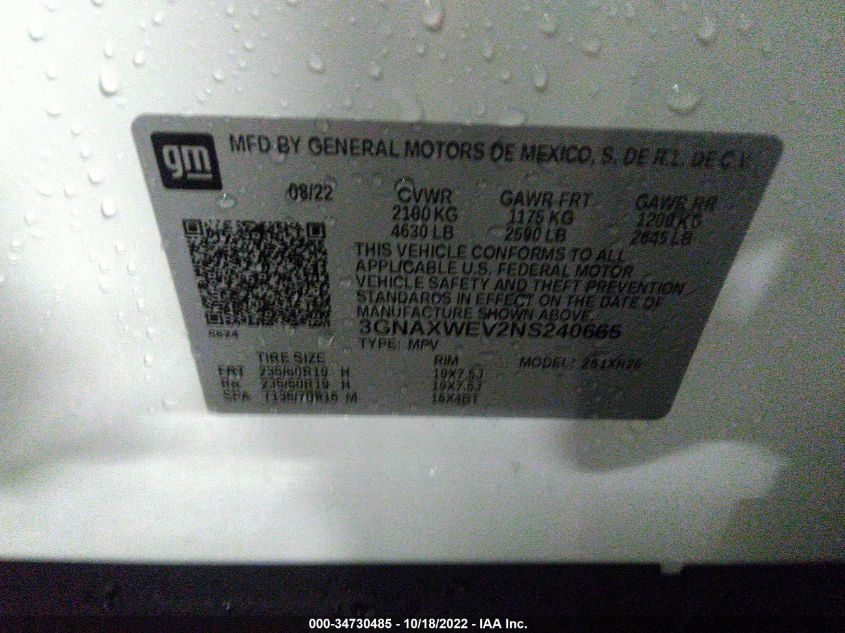 gm
MFD BY GENERAL MOTORS DE MEXICO, S. DE R.L. DE C.V.
08/22 GVWR GAWR FRT GAWR RR
2100 KG 1175 KG 1200 KG
4630 LB 2590 LB 2645 LB
THIS VEHICLE CONFORMS TO ALL
APPLICABLE U.S. FEDERAL MOTOR
VEHICLE SAFETY AND THEFT PREVENTION
STANDARDS IN EFFECT ON THE DATE OF
MANUFACTURE SHOWN ABOVE.
3GNAXWEV2NS240665
TYPE: MPV
TIRE SIZE RIM MODEL:
FRT 235/50R19 H 19X7.5J
RR 235/50R19 H 19X7.5J
SPA T135/70R16 M 16X4BT
000-34730485 - 10/18/2022 - IAA Inc.